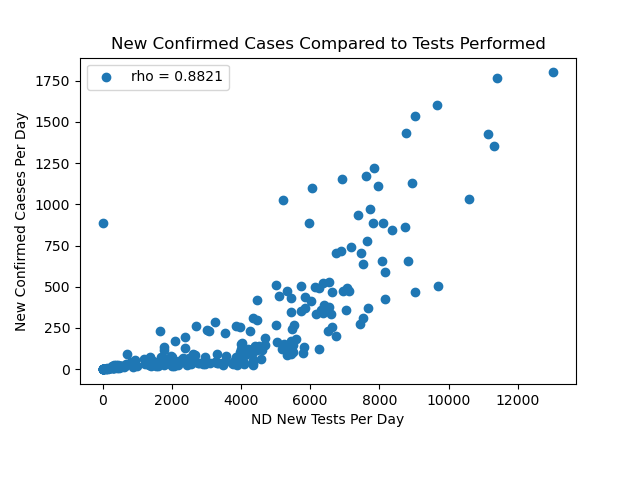 New Confirmed Cases Compared to Tests Performed
rho = 0.8821
1750
1500
1250
1000
750
500
250
0
New Confirmed Caeses Per Day
0 2000 4000 6000 8000 10000 12000
ND New Tests Per Day